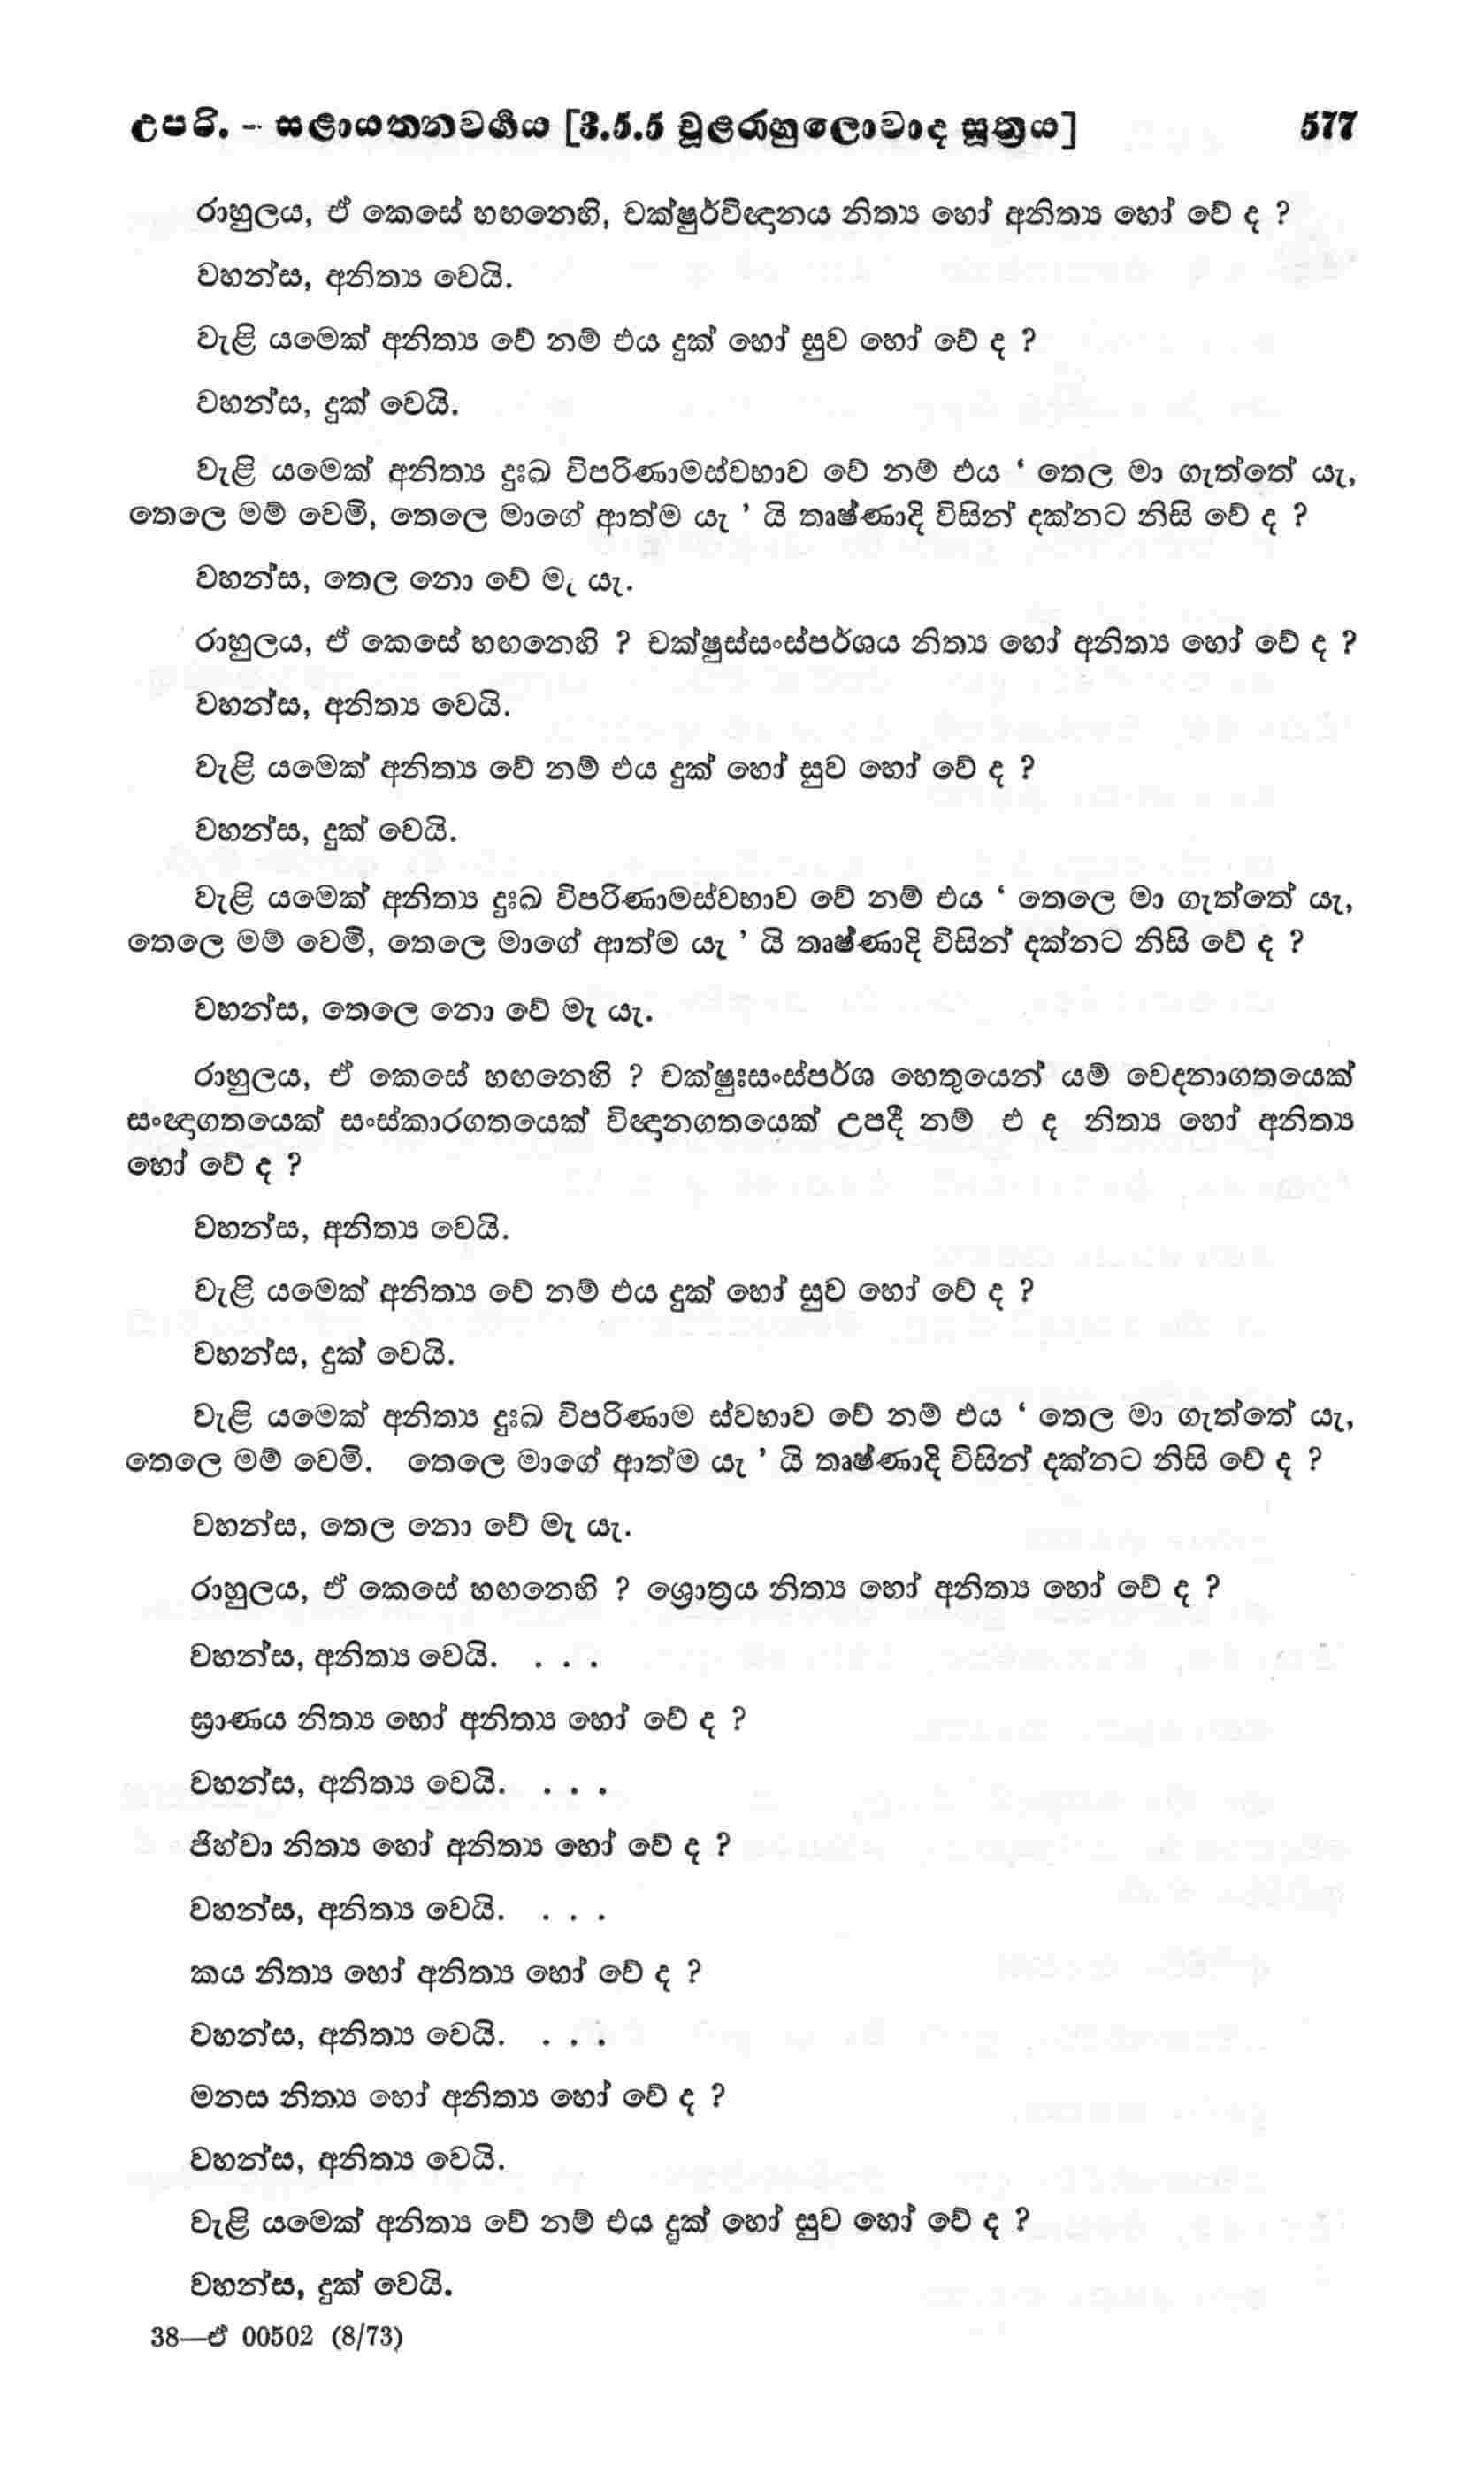 උපරි. - සළායතනවර්‍ගය [3.5.5 චූළරාහුලොවාද සූත්‍රය] 577
රාහුලය, ඒ කෙසේ හඟනෙහි, චක්ෂුර්විඥානය නිත්‍ය හෝ අනිත්‍ය හෝ වේ ද ?
වහන්ස, අනිත්‍ය වෙයි.
වැළි යමෙක් අනිත්‍ය වේ නම් එය දුක් හෝ සුව හෝ වේ ද ?
වහන්ස, දුක් වෙයි.
වැළි යමෙක් අනිත්‍ය දුඃඛ විපරිණාමස්වභාව වේ නම් එය ‘ තෙල මා ගැත්තේ යැ,
තෙලෙ මම් වෙමි, තෙලෙ මාගේ ආත්ම යැ ’ යි තෘෂ්ණාදි විසින් දක්නට නිසි වේ ද ?
වහන්ස, තෙල නො වේ මැ යැ.
රාහුලය, ඒ කෙසේ හඟනෙහි ? චක්ෂුස්සංස්පර්ශය නිත්‍ය හෝ අනිත්‍ය හෝ වේ ද ?
වහන්ස, අනිත්‍ය වෙයි.
වැළි යමෙක් අනිත්‍ය වේ නම් එය දුක් හෝ සුව හෝ වේ ද ?
වහන්ස, දුක් වෙයි.
වැළි යමෙක් අනිත්‍ය දුඃඛ විපරිණාමස්වභාව වේ නම් එය ‘ තෙලෙ මා ගැත්තේ යැ,
තෙලෙ මම් වෙමි, තෙලෙ මාගේ ආත්ම යැ ’ යි තෘෂ්ණාදි විසින් දක්නට නිසි වේ ද ?
වහන්ස, තෙලෙ නො වේ මැ යැ.
රාහුලය, ඒ කෙසේ හඟනෙහි ? චක්ෂුඃසංස්පර්ශ හෙතුයෙන් යම් වෙදනාගතයෙක්
සංඥාගතයෙක් සංස්කාරගතයෙක් විඥානගතයෙක් උපදී නම් එ ද නිත්‍ය හෝ අනිත්‍ය
හෝ වේ ද ?
වහන්ස, අනිත්‍ය වෙයි.
වැළි යමෙක් අනිත්‍ය වේ නම් එය දුක් හෝ සුව හෝ වේ ද ?
වහන්ස, දුක් වෙයි.
වැළි යමෙක් අනිත්‍ය දුඃඛ විපරිණාම ස්වභාව වේ නම් එය ‘ තෙල මා ගැත්තේ යැ,
තෙලෙ මම් වෙමි. තෙලෙ මාගේ ආත්ම යැ ’ යි තෘෂ්ණාදි විසින් දක්නට නිසි වේ ද ?
වහන්ස, තෙල නො වේ මැ යැ.
රාහුලය, ඒ කෙසේ හඟනෙහි ? ශ්‍රොත්‍රය නිත්‍ය හෝ අනිත්‍ය හෝ වේ ද ?
වහන්ස, අනිත්‍ය වෙයි. . . .
ඝ්‍රාණය නිත්‍ය හෝ අනිත්‍ය හෝ වේ ද ?
වහන්ස, අනිත්‍ය වෙයි. . . .
ජිහ්වා නිත්‍ය හෝ අනිත්‍ය හෝ වේ ද ?
වහන්ස, අනිත්‍ය වෙයි. . . .
කය නිත්‍ය හෝ අනිත්‍ය හෝ වේ ද ?
වහන්ස, අනිත්‍ය වෙයි. . . .
මනස නිත්‍ය හෝ අනිත්‍ය හෝ වේ ද ?
වහන්ස, අනිත්‍ය වෙයි.
වැළි යමෙක් අනිත්‍ය වේ නම් එය දුක් හෝ සුව හෝ වේ ද ?
වහන්ස, දුක් වෙයි.
38—ඒ 00502 (8/73)